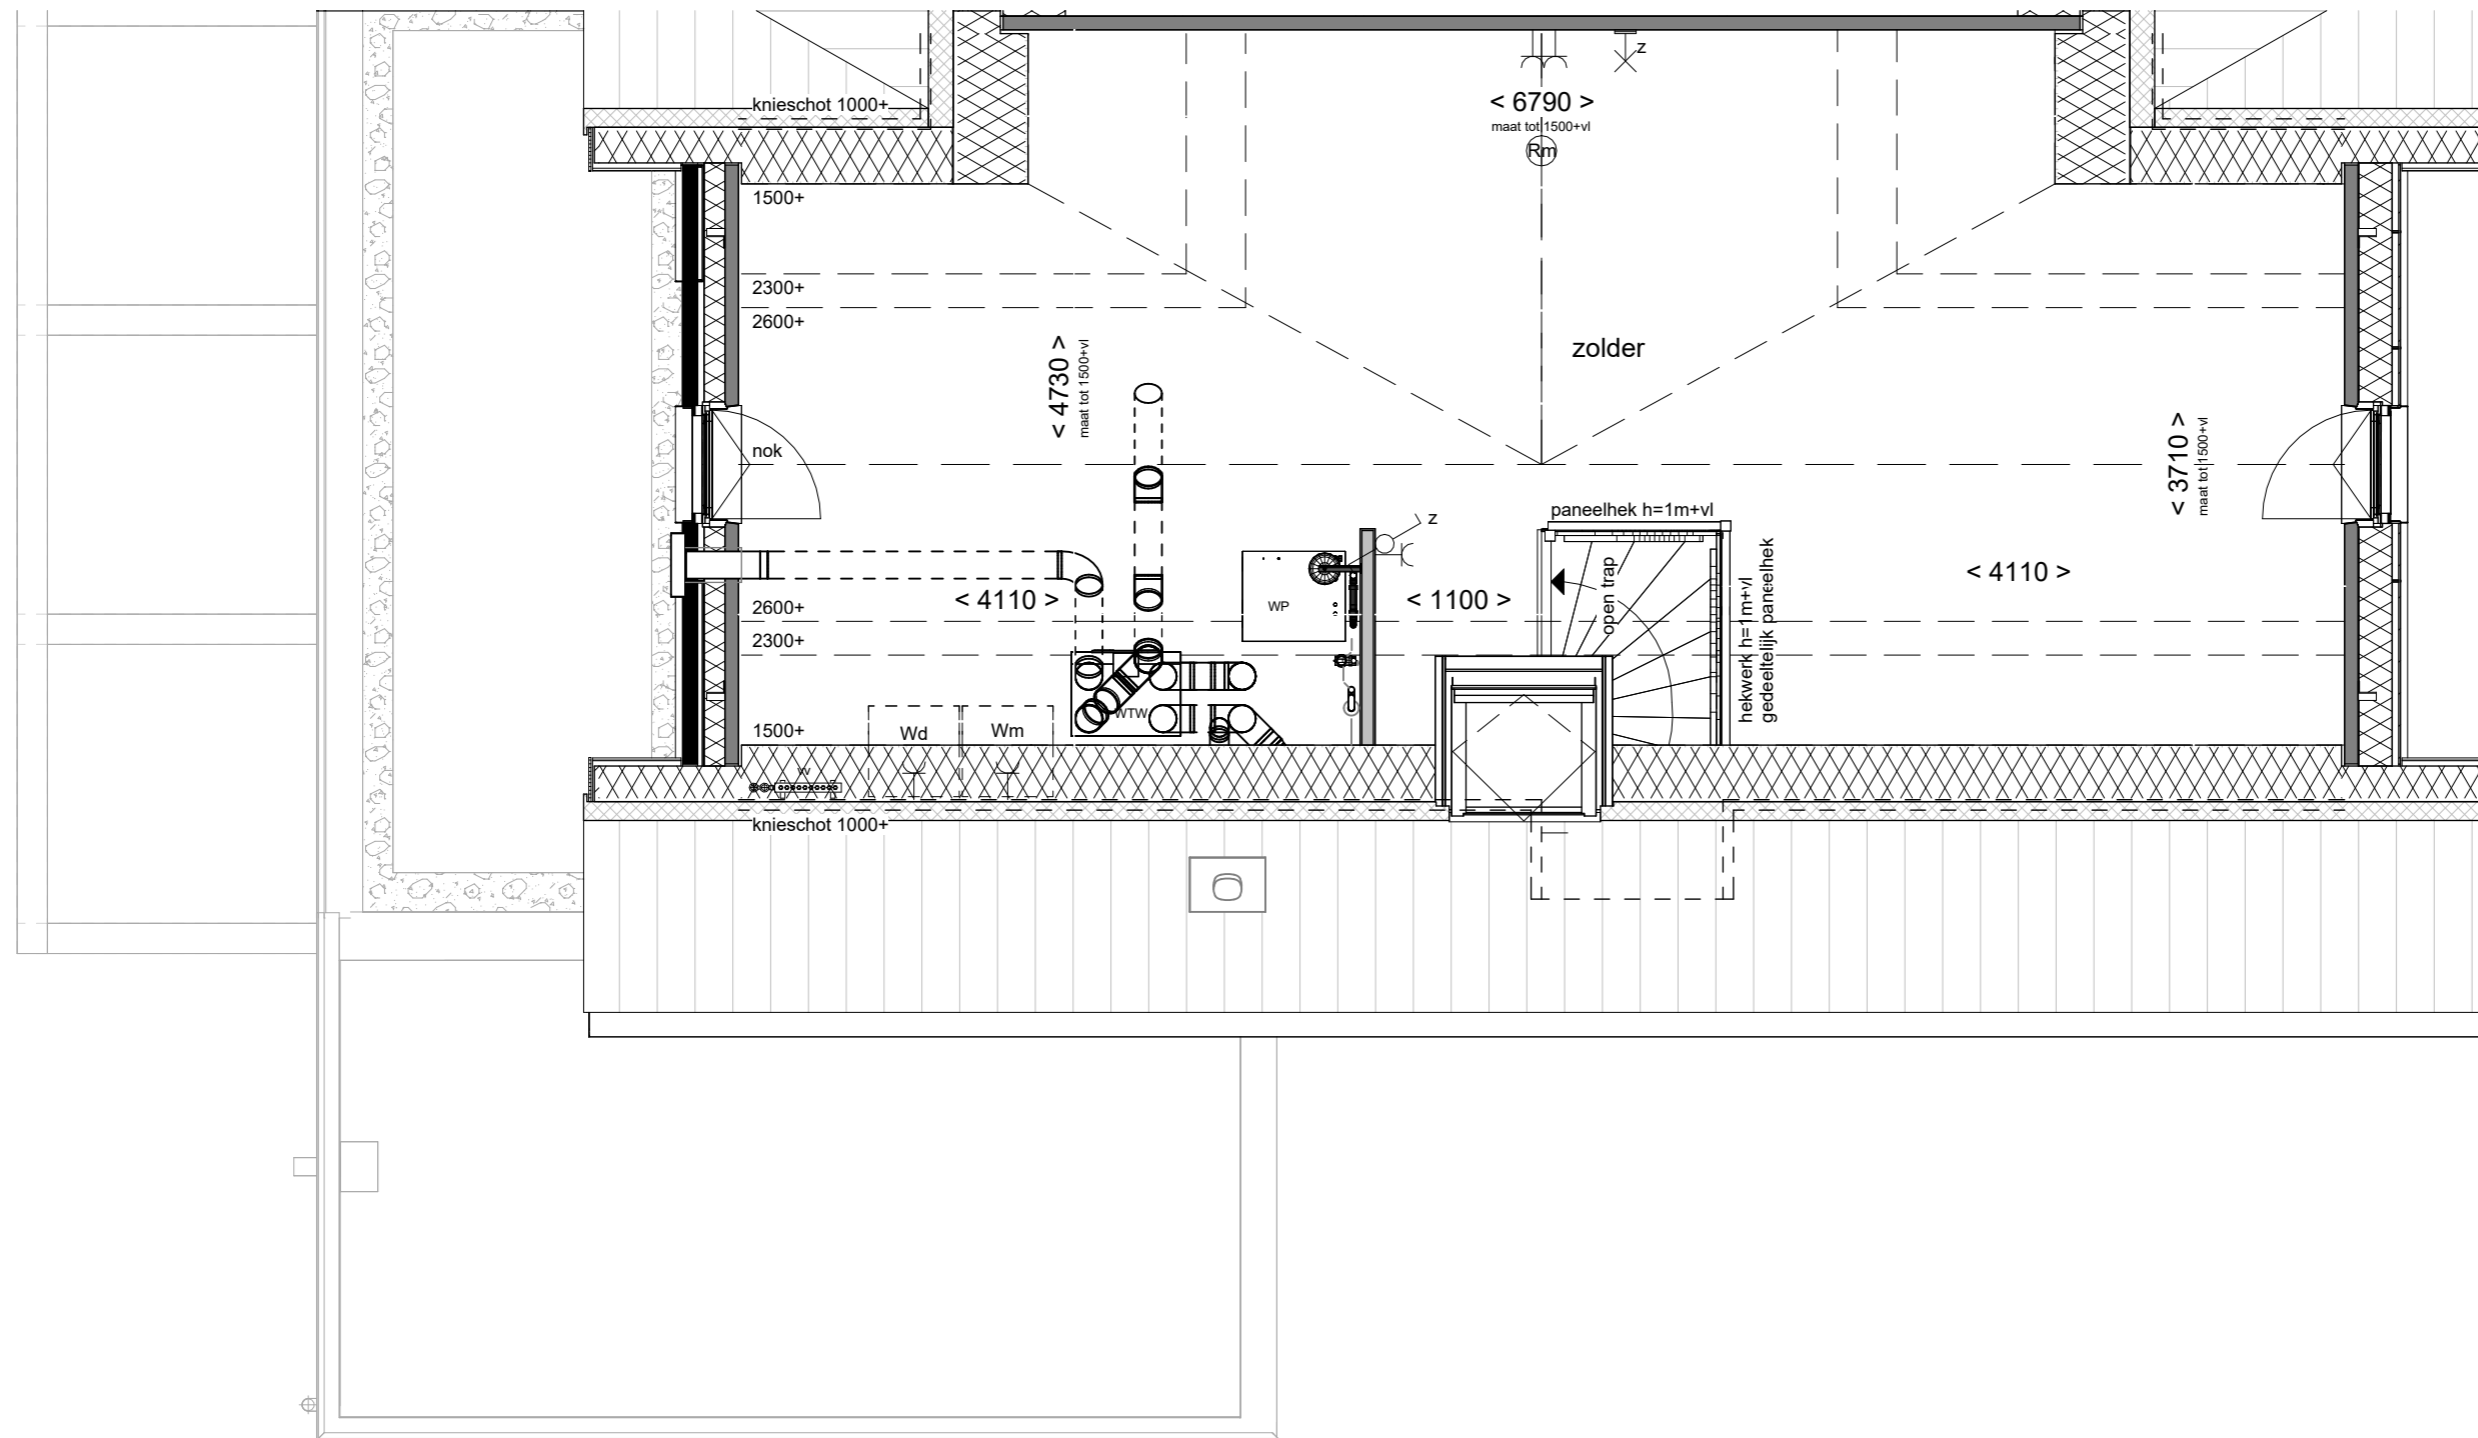 knieschot 1000+
z
< 6790 >
maat tot 1500+vl
Rm
1500+
2300+
2600+
< 4730 >
maat tot 1500+vl
zolder
nok
< 3710 >
maat tot 1500+vl
paneelhek h=1m+vl
z
open trap
hekwerk h=1m+vl
gedeeltelijk paneelhek
< 4110 >
< 4110 >
WP
< 1100 >
2600+
2300+
1500+
Wd
Wm
WTW
vv
knieschot 1000+